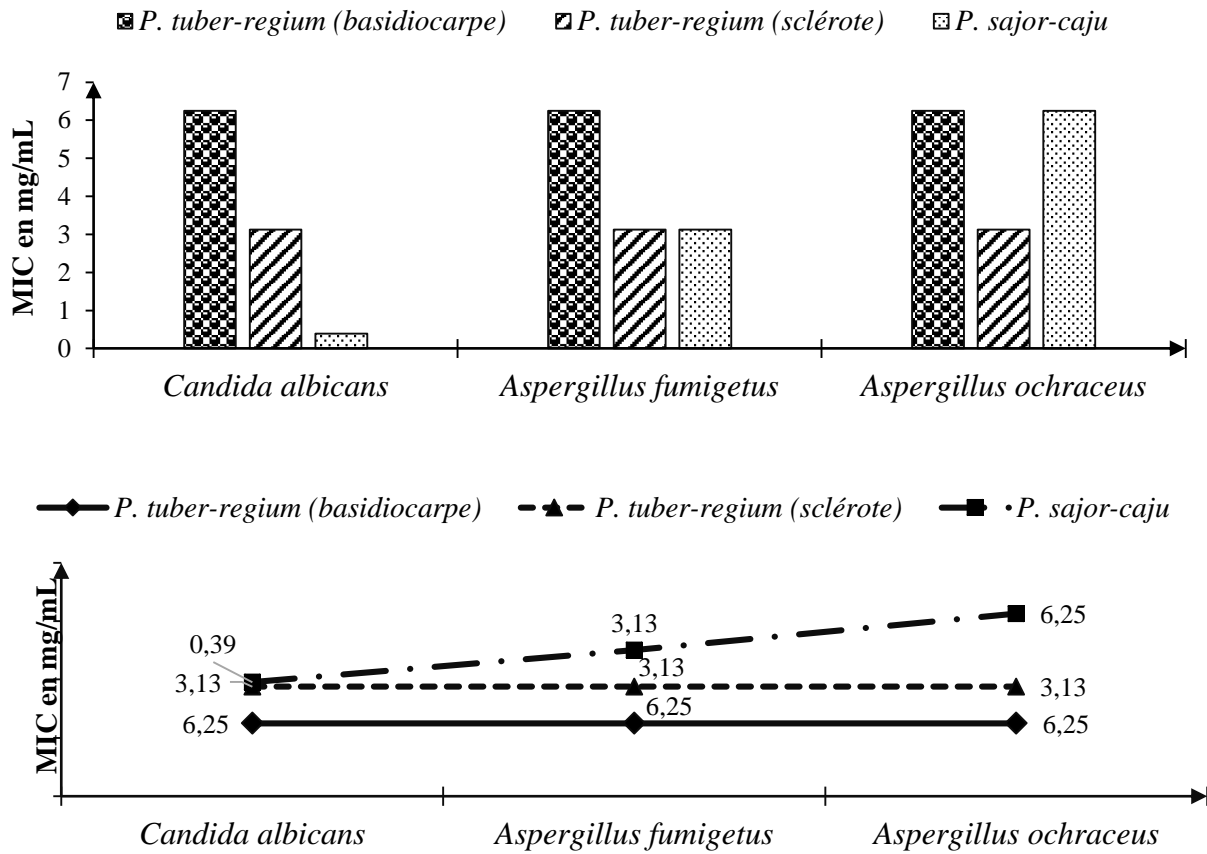 P. tuber-regium (basidiocarpe) P. tuber-regium (sclérote) P. sajor-caju
MIC en mg/mL
7
6
5
4
3
2
1
0
Candida albicans Aspergillus fumigetus Aspergillus ochraceus
P. tuber-regium (basidiocarpe) P. tuber-regium (sclérote) P. sajor-caju
MIC en mg/mL
3,13 6,25
0,39
3,13 3,13 3,13
6,25 6,25 6,25
Candida albicans Aspergillus fumigetus Aspergillus ochraceus